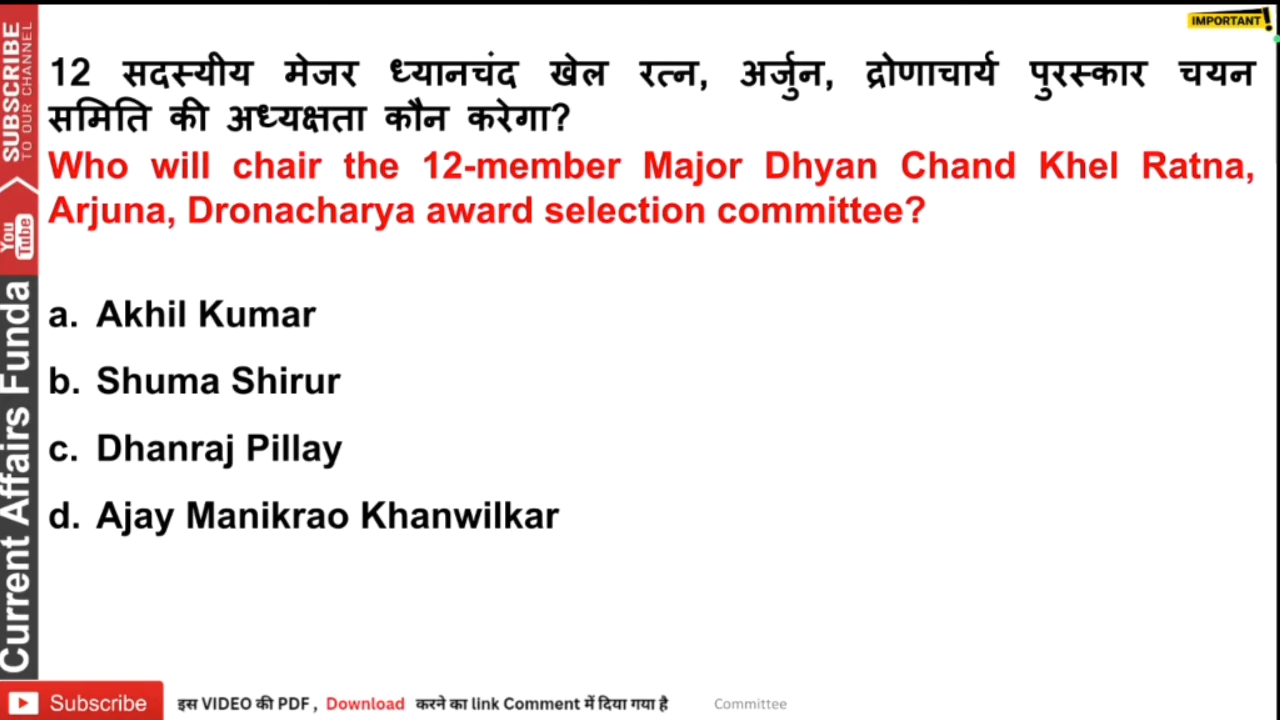 IMPORTANT!
12 सदस्यीय मेजर ध्यानचंद खेल रत्न, अर्जुन, द्रोणाचार्य पुरस्कार चयन
समिति की अध्यक्षता कौन करेगा?
Who will chair the 12-member Major Dhyan Chand Khel Ratna,
Arjuna, Dronacharya award selection committee?
a. Akhil Kumar
b. Shuma Shirur
c. Dhanraj Pillay
d. Ajay Manikrao Khanwilkar
SUBSCRIBE
TO OUR CHANNEL
You Tube
Current Affairs Funda
Subscribe
इस VIDEO की PDF , Download करने का link Comment में दिया गया है
Committee